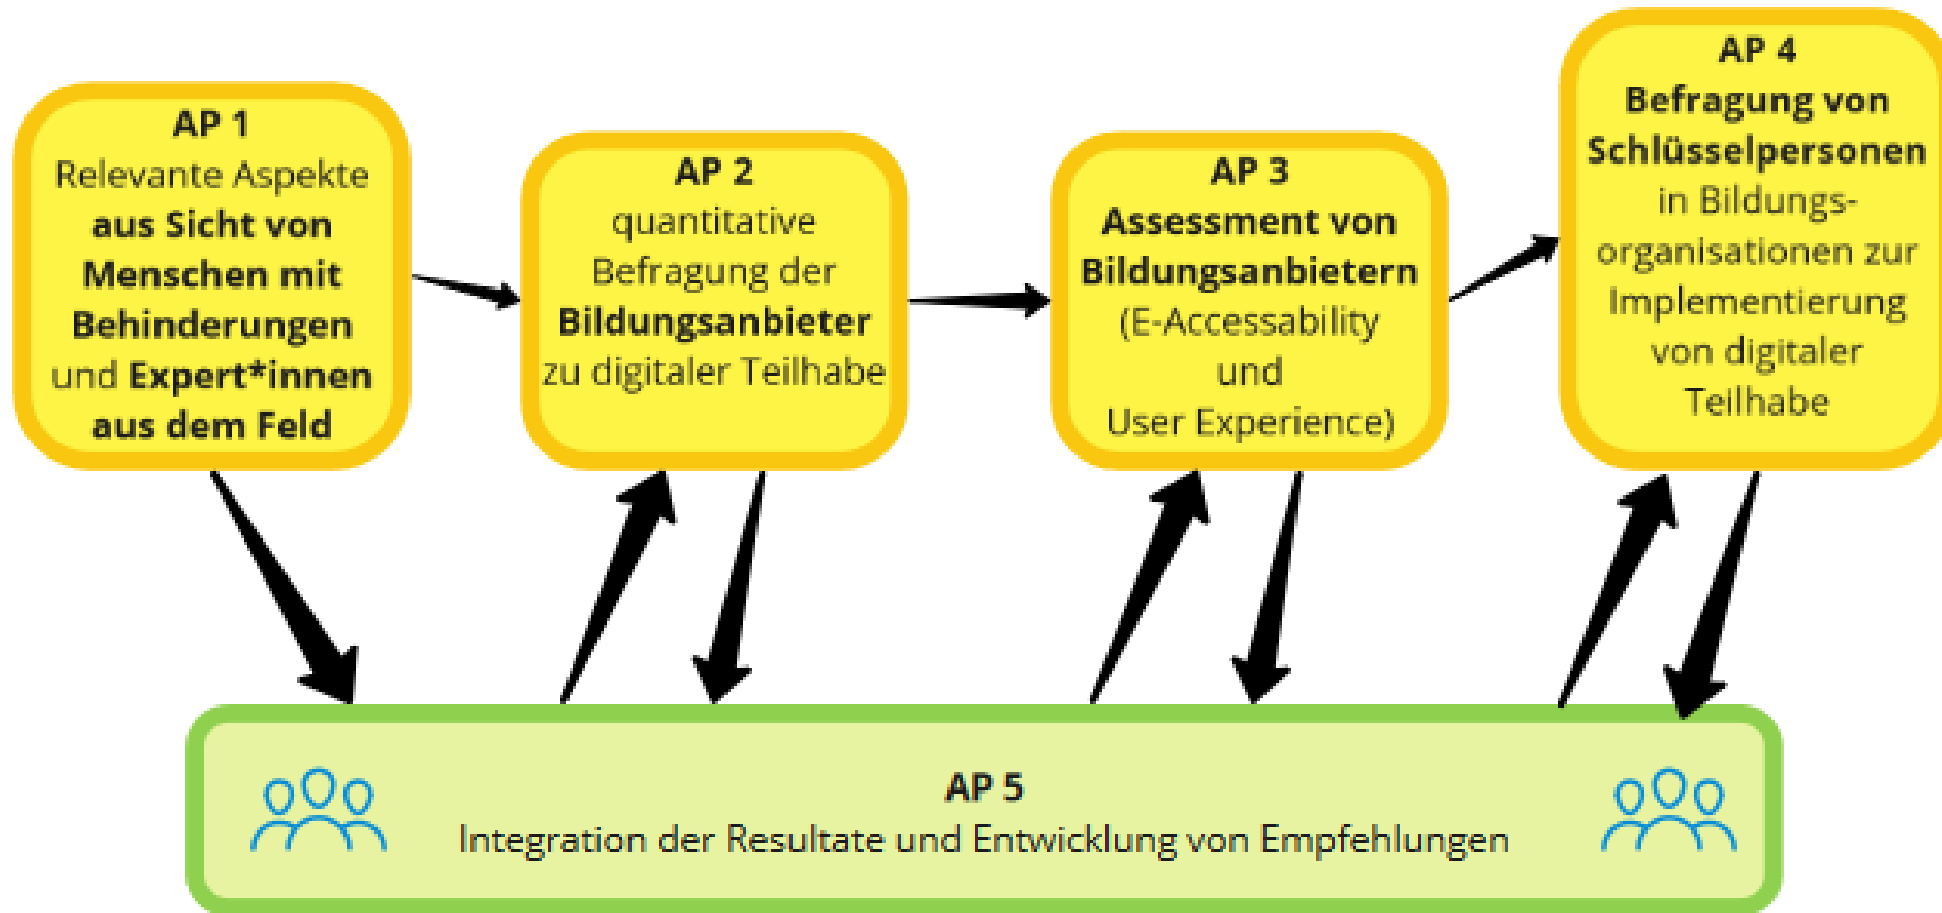 AP 1
Relevante Aspekte
aus Sicht von
Menschen mit
Behinderungen
und Expert*innen
aus dem Feld
AP 2
quantitative
Befragung der
Bildungsanbieter
zu digitaler Teilhabe
AP 3
Assessment von
Bildungsanbietern
(E-Accessability
und
User Experience)
AP 4
Befragung von
Schlüsselpersonen
in Bildungs-
organisationen zur
Implementierung
von digitaler
Teilhabe
AP 5
Integration der Resultate und Entwicklung von Empfehlungen